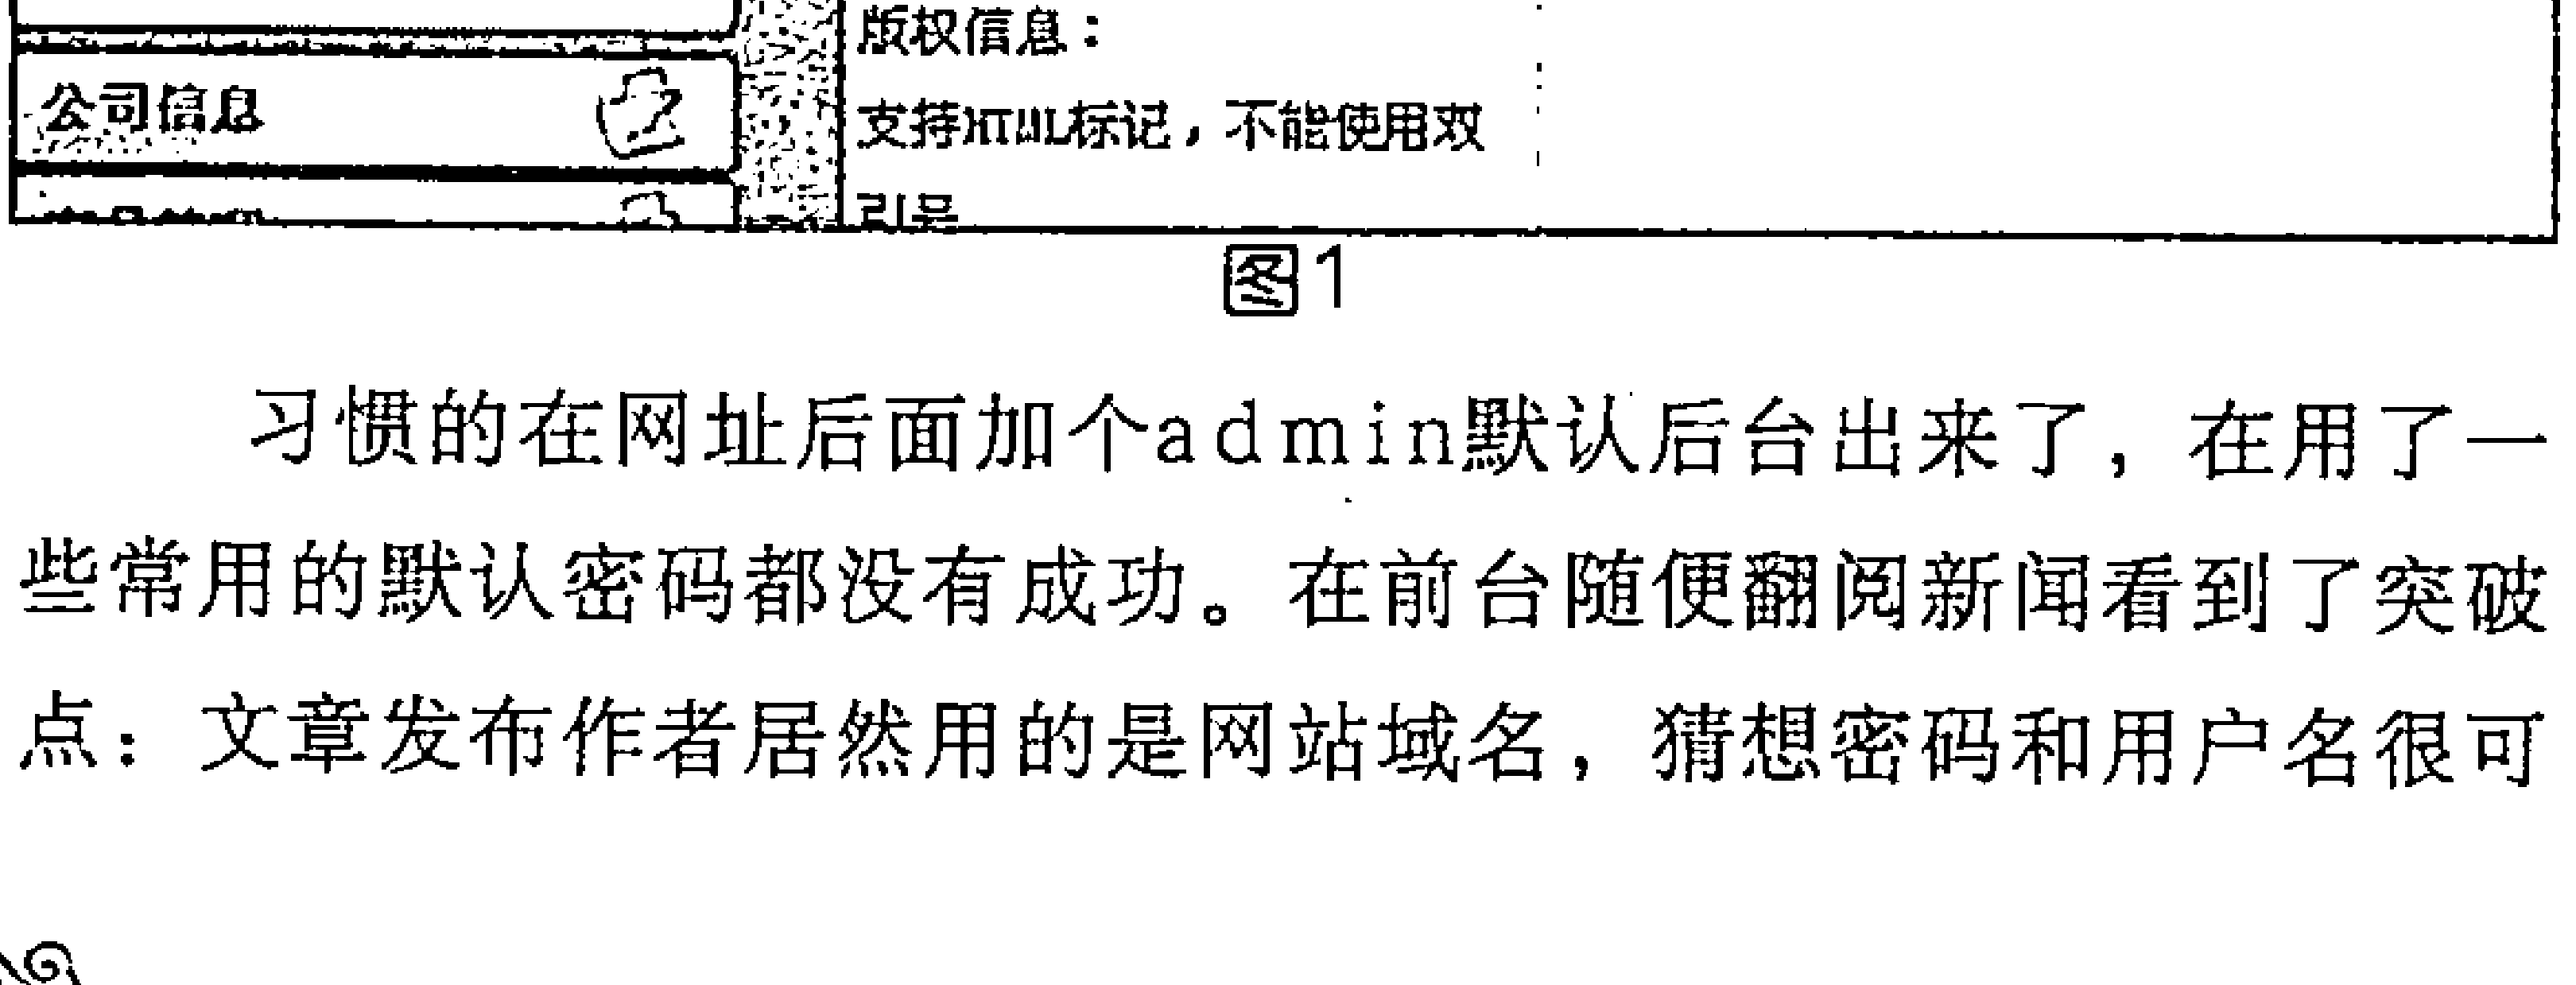 版权信息：
公司信息
支持HTML标记，不能使用双
引号
图1
习惯的在网址后面加个admin默认后台出来了，在用了一
些常用的默认密码都没有成功。在前台随便翻阅新闻看到了突破
点：文章发布作者居然用的是网站域名，猜想密码和用户名很可